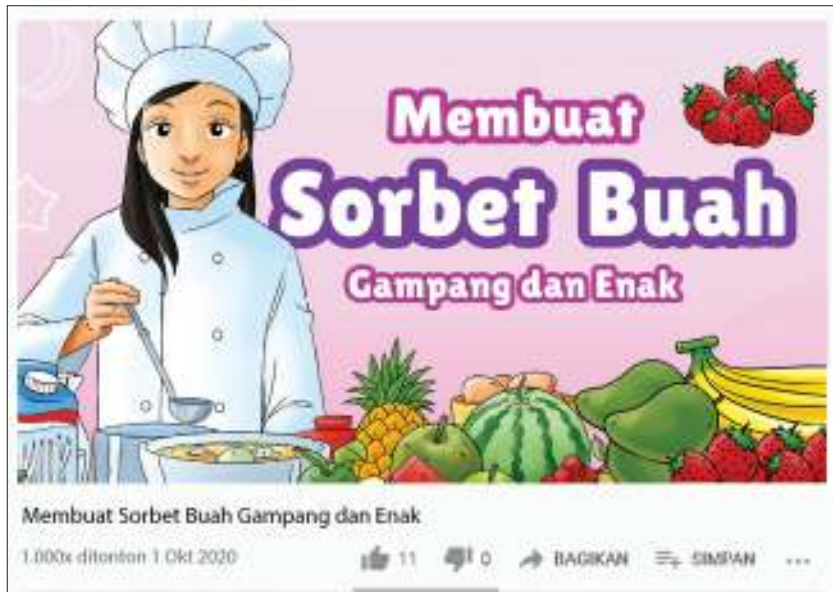 Membuat
Sorbet Buah
Gampang dan Enak
Membuat Sorbet Buah Gampang dan Enak
1.000x ditonton 1 Okt 2020 11 0 BAGIKAN SIMPAN